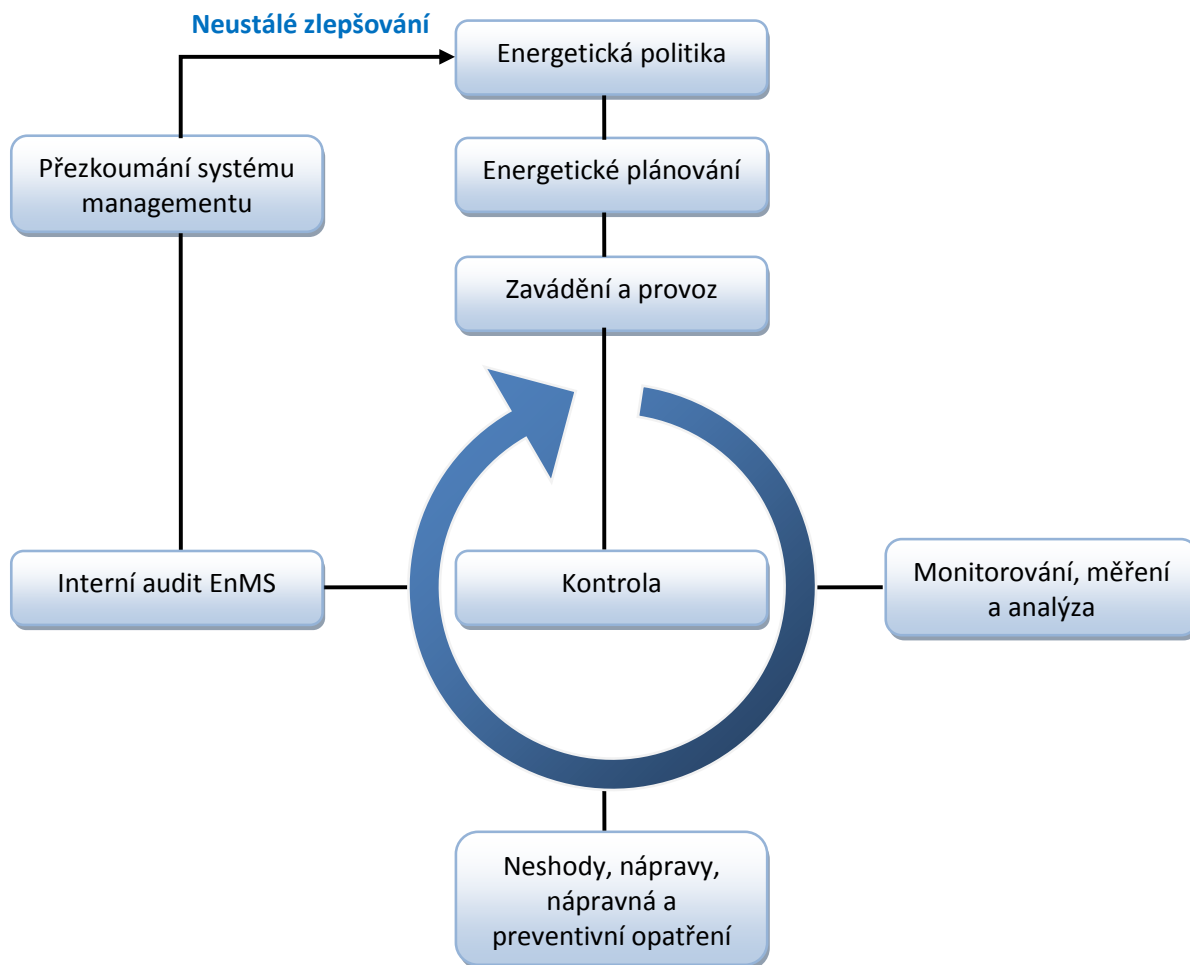 Neustálé zlepšování
Energetická politika
Přezkoumání systému
managementu
Energetické plánování
Zavádění a provoz
Interní audit EnMS
Kontrola
Monitorování, měření
a analýza
Neshody, nápravy,
nápravná a
preventivní opatření